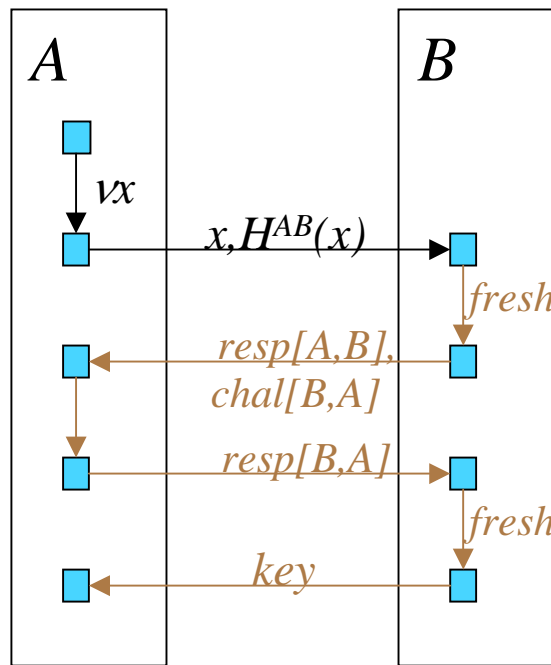 A
B
νx
x,H^{AB}(x)
fresh
resp[A,B],
chal[B,A]
resp[B,A]
fresh
key